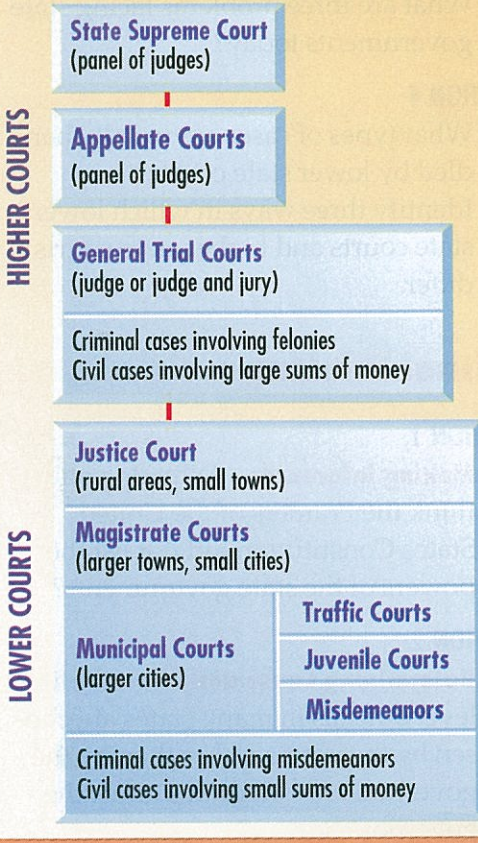 State Supreme Court
(panel of judges)
HIGHER COURTS
Appellate Courts
(panel of judges)
General Trial Courts
(judge or judge and jury)
Criminal cases involving felonies
Civil cases involving large sums of money
LOWER COURTS
Justice Court
(rural areas, small towns)
Magistrate Courts
(larger towns, small cities)
Municipal Courts
(larger cities)
Traffic Courts
Juvenile Courts
Misdemeanors
Criminal cases involving misdemeanors
Civil cases involving small sums of money